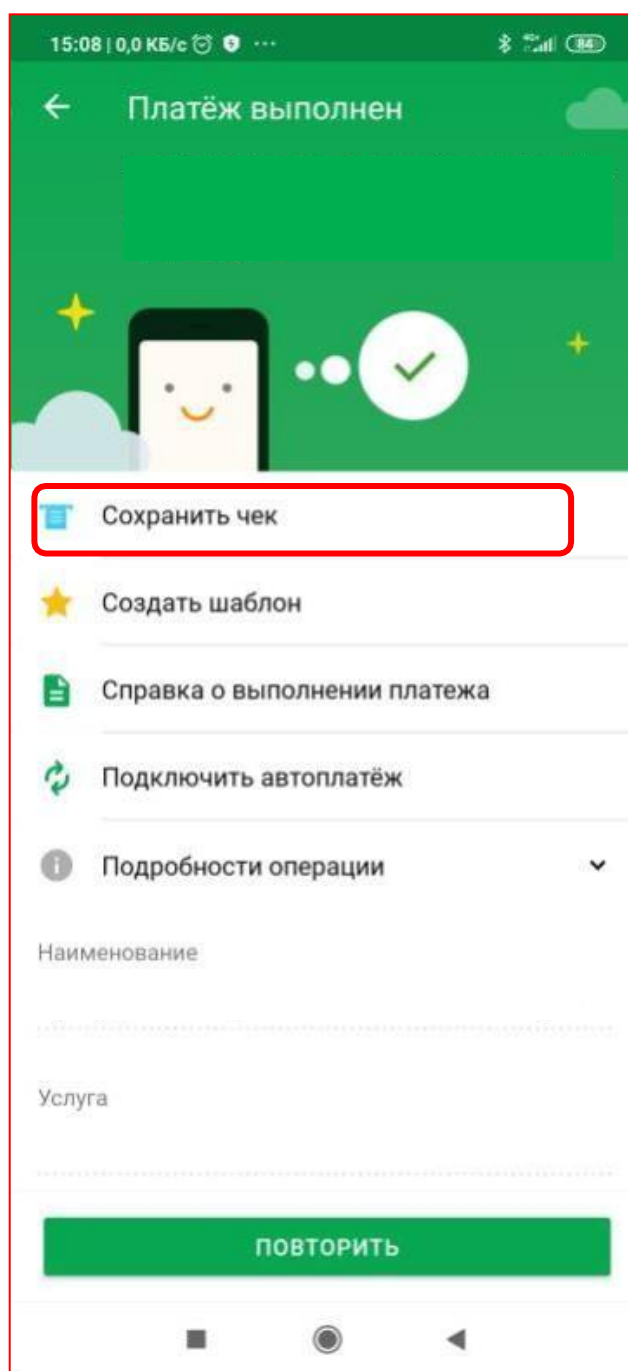 15:08 | 0,0 КБ/с ··· 84
Платёж выполнен
Сохранить чек
Создать шаблон
Справка о выполнении платежа
Подключить автоплатёж
Подробности операции
Наименование
Услуга
ПОВТОРИТЬ